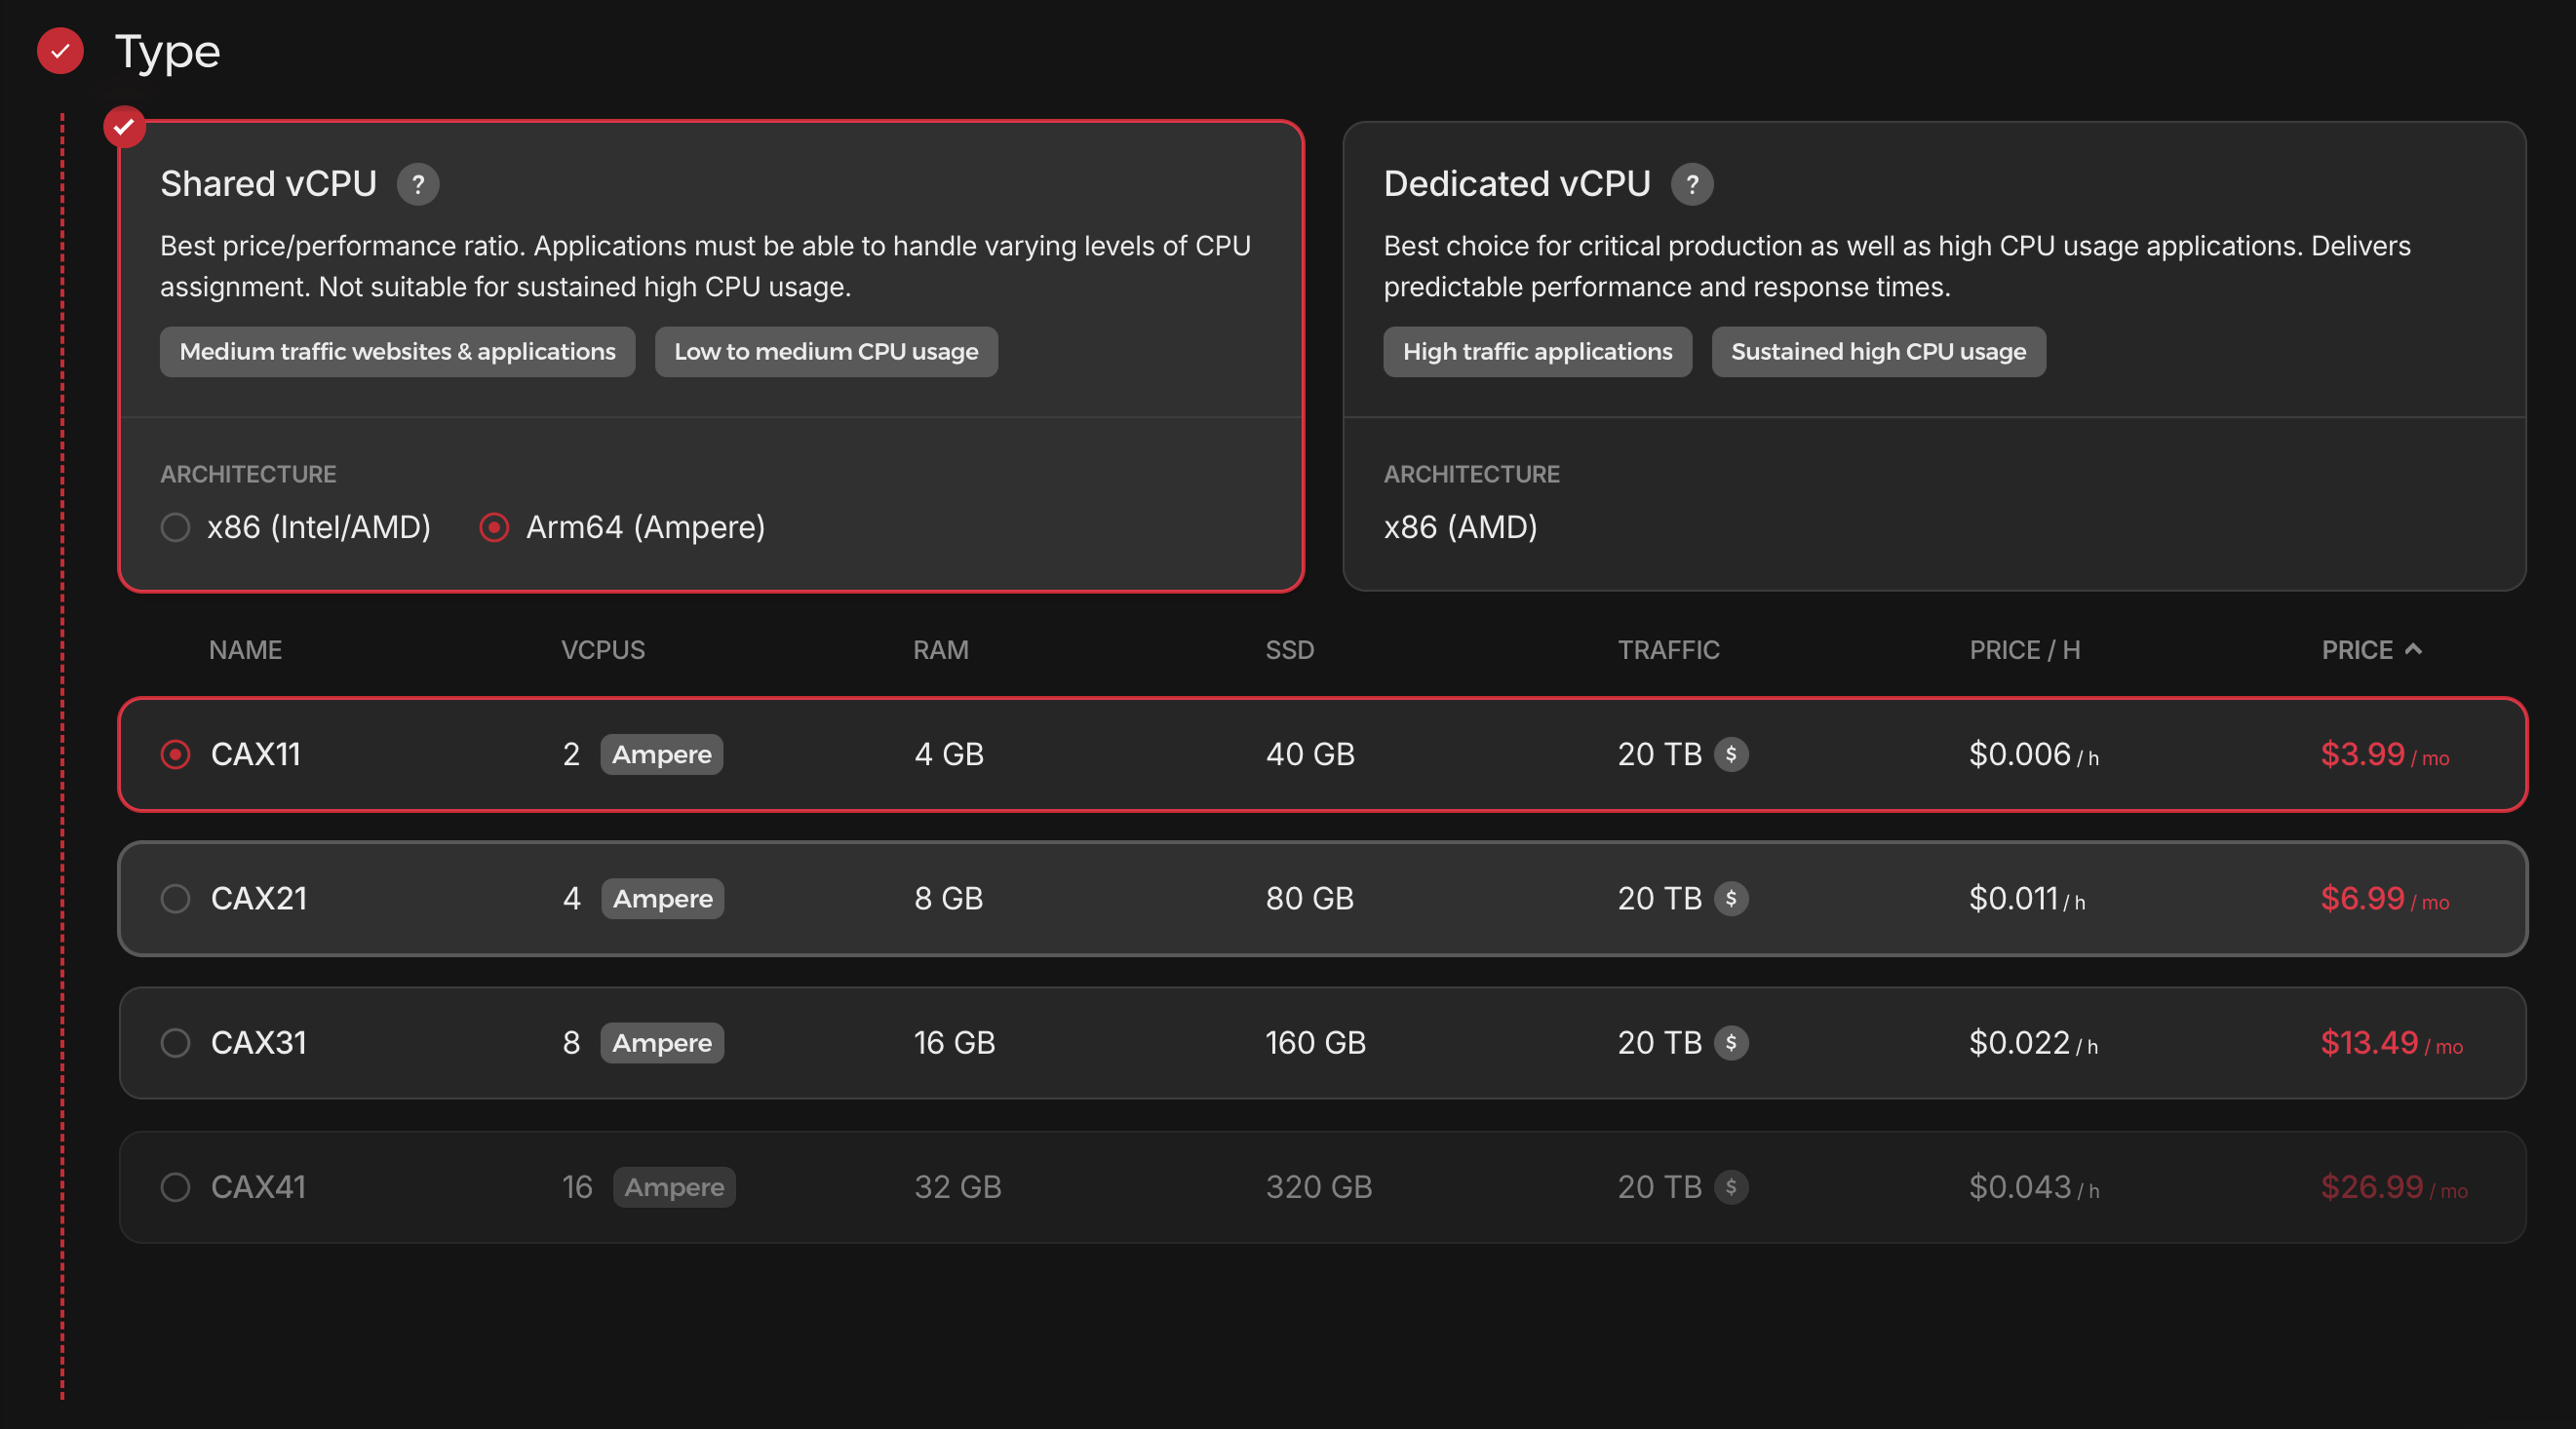 Type
Shared vCPU ?
Best price/performance ratio. Applications must be able to handle varying levels of CPU
assignment. Not suitable for sustained high CPU usage.
Medium traffic websites & applications Low to medium CPU usage
ARCHITECTURE
x86 (Intel/AMD) Arm64 (Ampere)
Dedicated vCPU ?
Best choice for critical production as well as high CPU usage applications. Delivers
predictable performance and response times.
High traffic applications Sustained high CPU usage
ARCHITECTURE
x86 (AMD)
NAME VCPUS RAM SSD TRAFFIC PRICE / H PRICE
CAX11 2 Ampere 4 GB 40 GB 20 TB $ $0.006 / h $3.99 / mo
CAX21 4 Ampere 8 GB 80 GB 20 TB $ $0.011 / h $6.99 / mo
CAX31 8 Ampere 16 GB 160 GB 20 TB $ $0.022 / h $13.49 / mo
CAX41 16 Ampere 32 GB 320 GB 20 TB $ $0.043 / h $26.99 / mo